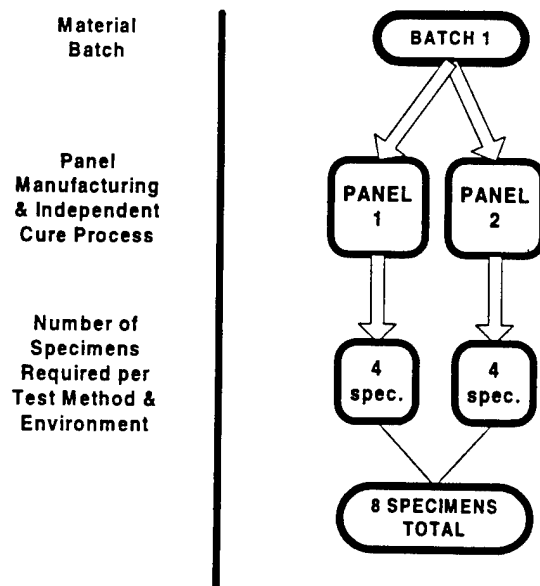 Material
Batch
BATCH 1
Panel
Manufacturing
& Independent
Cure Process
PANEL
1
PANEL
2
Number of
Specimens
Required per
Test Method &
Environment
4
spec.
4
spec.
8 SPECIMENS
TOTAL